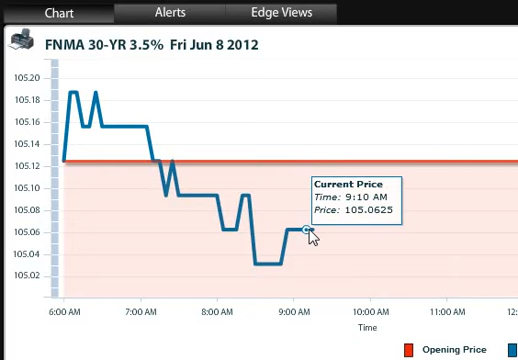 Chart Alerts Edge Views
FNMA 30-YR 3.5% Fri Jun 8 2012
105.20
105.18
105.16
105.14
105.12
105.10
105.08
105.06
105.04
105.02
Current Price
Time: 9:10 AM
Price: 105.0625
6:00 AM 7:00 AM 8:00 AM 9:00 AM 10:00 AM 11:00 AM 12:
Time
Opening Price